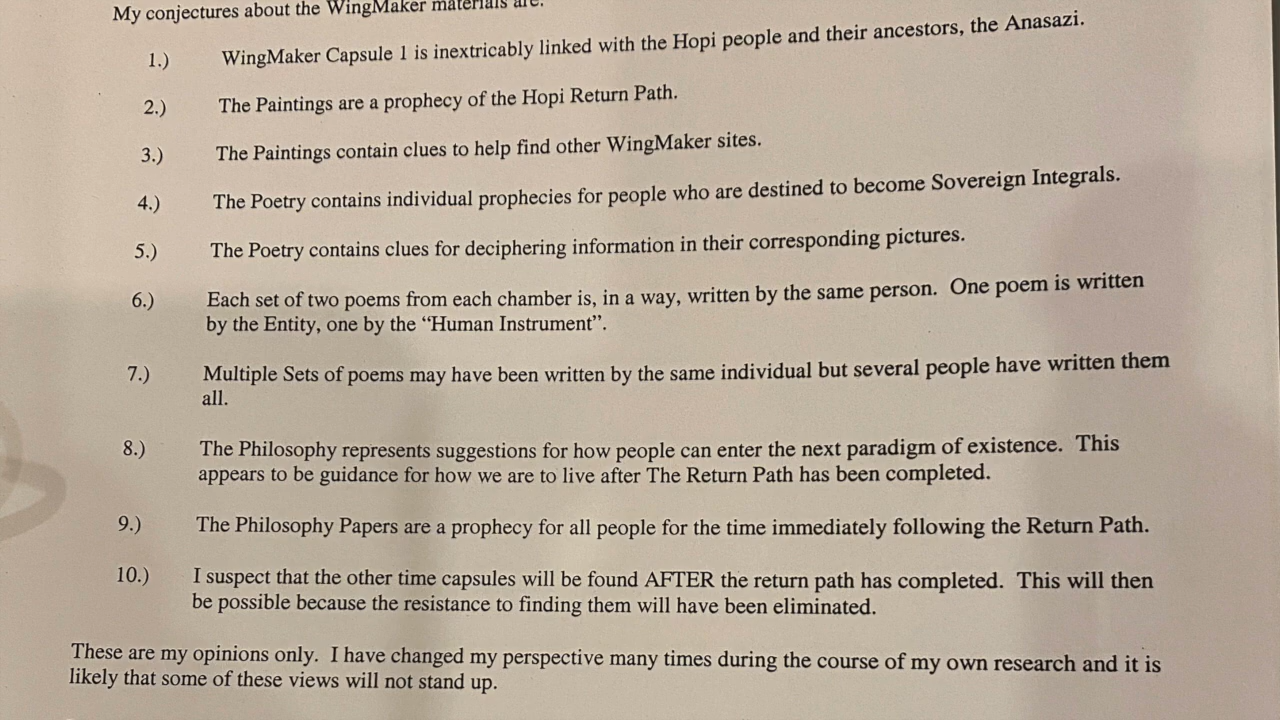 My conjectures about the WingMaker materials are:
1.) WingMaker Capsule 1 is inextricably linked with the Hopi people and their ancestors, the Anasazi.
2.) The Paintings are a prophecy of the Hopi Return Path.
3.) The Paintings contain clues to help find other WingMaker sites.
4.) The Poetry contains individual prophecies for people who are destined to become Sovereign Integrals.
5.) The Poetry contains clues for deciphering information in their corresponding pictures.
6.) Each set of two poems from each chamber is, in a way, written by the same person. One poem is written
by the Entity, one by the “Human Instrument”.
7.) Multiple Sets of poems may have been written by the same individual but several people have written them
all.
8.) The Philosophy represents suggestions for how people can enter the next paradigm of existence. This
appears to be guidance for how we are to live after The Return Path has been completed.
9.) The Philosophy Papers are a prophecy for all people for the time immediately following the Return Path.
10.) I suspect that the other time capsules will be found AFTER the return path has completed. This will then
be possible because the resistance to finding them will have been eliminated.
These are my opinions only. I have changed my perspective many times during the course of my own research and it is
likely that some of these views will not stand up.